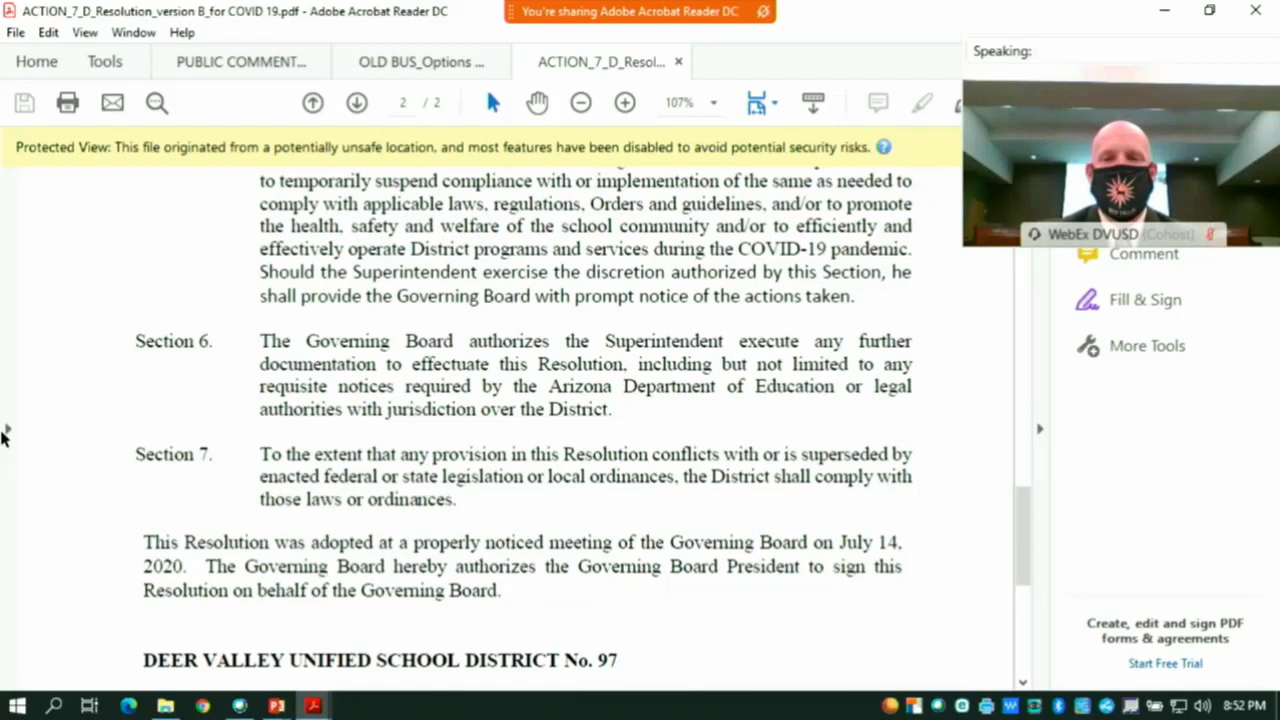 ACTION_7_D_Resolution_version B_for COVID 19.pdf - Adobe Acrobat Reader DC
You're sharing Adobe Acrobat Reader DC
File Edit View Window Help
Home Tools PUBLIC COMMENT... OLD BUS_Options ... ACTION_7_D_Resol...
Speaking:
2 / 2 107%
Protected View: This file originated from a potentially unsafe location, and most features have been disabled to avoid potential security risks.
to temporarily suspend compliance with or implementation of the same as needed to
comply with applicable laws, regulations, Orders and guidelines, and/or to promote
the health, safety and welfare of the school community and/or to efficiently and
effectively operate District programs and services during the COVID-19 pandemic.
Should the Superintendent exercise the discretion authorized by this Section, he
shall provide the Governing Board with prompt notice of the actions taken.
Section 6. The Governing Board authorizes the Superintendent execute any further
documentation to effectuate this Resolution, including but not limited to any
requisite notices required by the Arizona Department of Education or legal
authorities with jurisdiction over the District.
Section 7. To the extent that any provision in this Resolution conflicts with or is superseded by
enacted federal or state legislation or local ordinances, the District shall comply with
those laws or ordinances.
This Resolution was adopted at a properly noticed meeting of the Governing Board on July 14,
2020. The Governing Board hereby authorizes the Governing Board President to sign this
Resolution on behalf of the Governing Board.
DEER VALLEY UNIFIED SCHOOL DISTRICT No. 97
WebEx DVUSD (Cohost)
Comment
Fill & Sign
More Tools
Create, edit and sign PDF
forms & agreements
Start Free Trial
8:52 PM